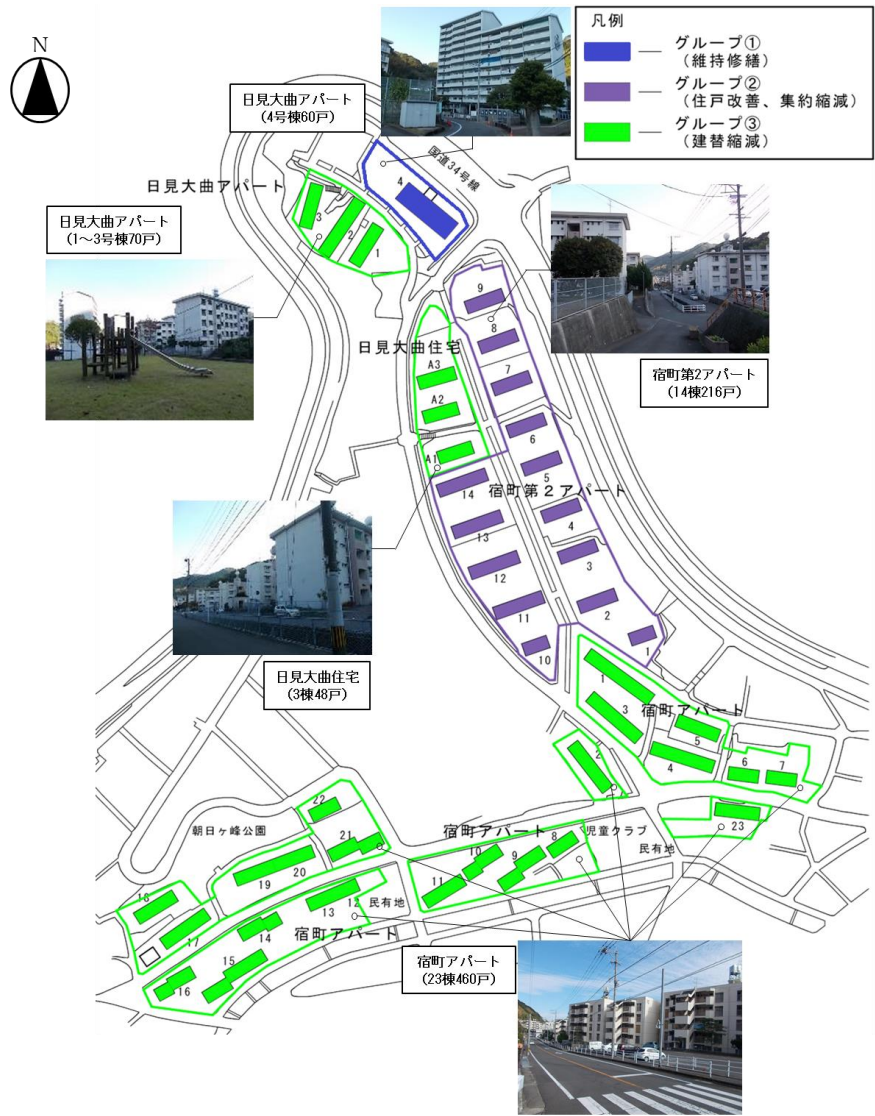 N
凡例
グループ①
(維持修繕)
グループ②
(住戸改善、集約縮減)
グループ③
(建替縮減)
日見大曲アパート
(4号棟60戸)
国道34号線
日見大曲アパート
4
3
2
1
日見大曲アパート
(1～3号棟70戸)
9
8
7
6
5
4
3
2
1
宿町第2アパート
(14棟216戸)
日見大曲住宅
A3
A2
A1
宿町第２アパート
14
13
12
11
10
日見大曲住宅
(3棟48戸)
宿町アパート
1
3
5
4
6
7
2
23
民有地
児童クラブ
宿町アパート
8
9
10
11
朝日ヶ峰公園
22
21
20
19
18
17
民有地
12
13
14
15
16
宿町アパート
宿町アパート
(23棟460戸)